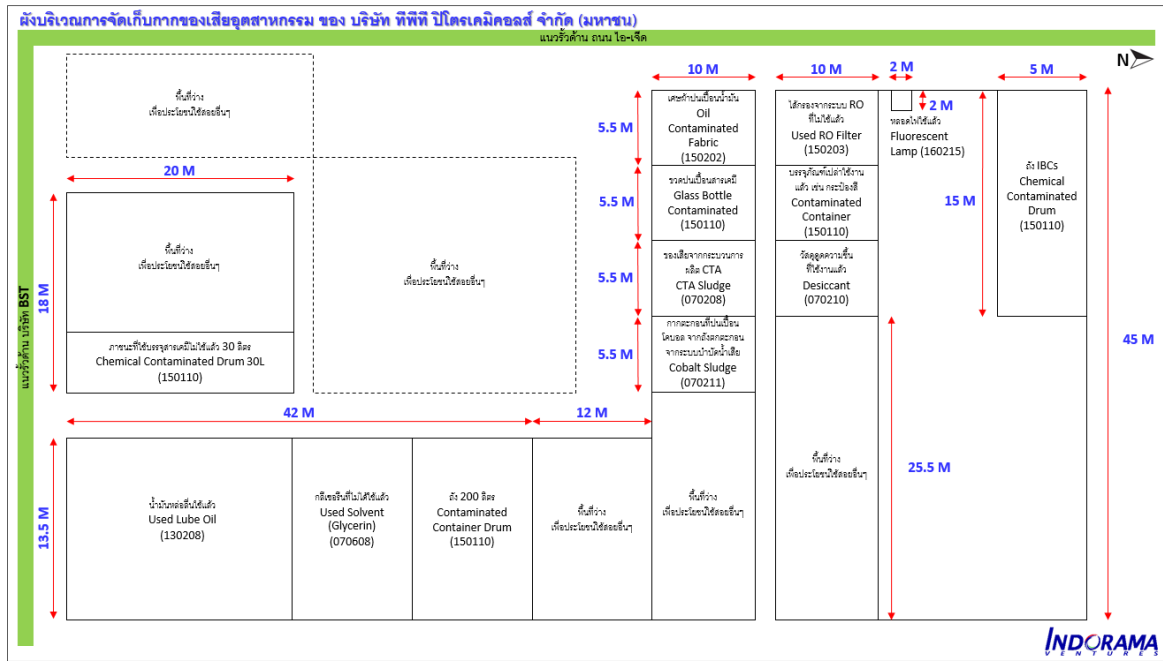 ผังบริเวณการจัดเก็บกากของเสียอุตสาหกรรม ของ บริษัท ทีพีที ปิโตรเคมิคอลส์ จำกัด (มหาชน)
แนวรั้วด้าน ถนน ไอ-เจ็ด
N
แนวรั้วด้าน บริษัท BST
พื้นที่ว่าง
เพื่อประโยชน์ใช้สอยอื่นๆ
20 M
18 M
พื้นที่ว่าง
เพื่อประโยชน์ใช้สอยอื่นๆ
ภาชนะที่ใช้บรรจุสารเคมีไม่ใช้แล้ว 30 ลิตร
Chemical Contaminated Drum 30L
(150110)
พื้นที่ว่าง
เพื่อประโยชน์ใช้สอยอื่นๆ
42 M
12 M
13.5 M
น้ำมันหล่อลื่นใช้แล้ว
Used Lube Oil
(130208)
กลีเซอรีนที่ไม่ได้ใช้แล้ว
Used Solvent
(Glycerin)
(070608)
ถัง 200 ลิตร
Contaminated
Container Drum
(150110)
พื้นที่ว่าง
เพื่อประโยชน์ใช้สอยอื่นๆ
10 M
5.5 M
เศษผ้าปนเปื้อนน้ำมัน
Oil
Contaminated
Fabric
(150202)
5.5 M
ขวดปนเปื้อนสารเคมี
Glass Bottle
Contaminated
(150110)
5.5 M
ของเสียจากกระบวนการ
ผลิต CTA
CTA Sludge
(070208)
5.5 M
กากตะกอนที่ปนเปื้อน
โคบอล จากถังตกตะกอน
จากระบบบำบัดน้ำเสีย
Cobalt Sludge
(070211)
พื้นที่ว่าง
เพื่อประโยชน์ใช้สอยอื่นๆ
10 M
ไส้กรองจากระบบ RO
ที่ไม่ใช้แล้ว
Used RO Filter
(150203)
บรรจุภัณฑ์เปล่าใช้งาน
แล้ว เช่น กระป๋องสี
Contaminated
Container
(150110)
วัสดุดูดความชื้น
ที่ใช้งานแล้ว
Desiccant
(070210)
พื้นที่ว่าง
เพื่อประโยชน์ใช้สอยอื่นๆ
25.5 M
2 M
2 M
หลอดไฟใช้แล้ว
Fluorescent
Lamp (160215)
5 M
15 M
ถัง IBCs
Chemical
Contaminated
Drum
(150110)
45 M
INDORAMA
VENTURES